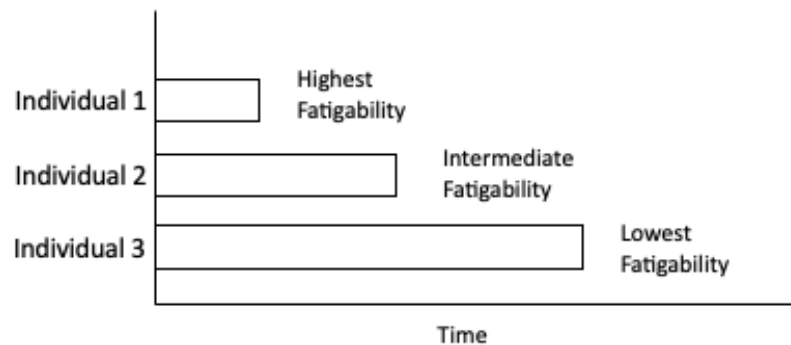 Individual 1
Highest
Fatigability
Individual 2
Intermediate
Fatigability
Individual 3
Lowest
Fatigability
Time